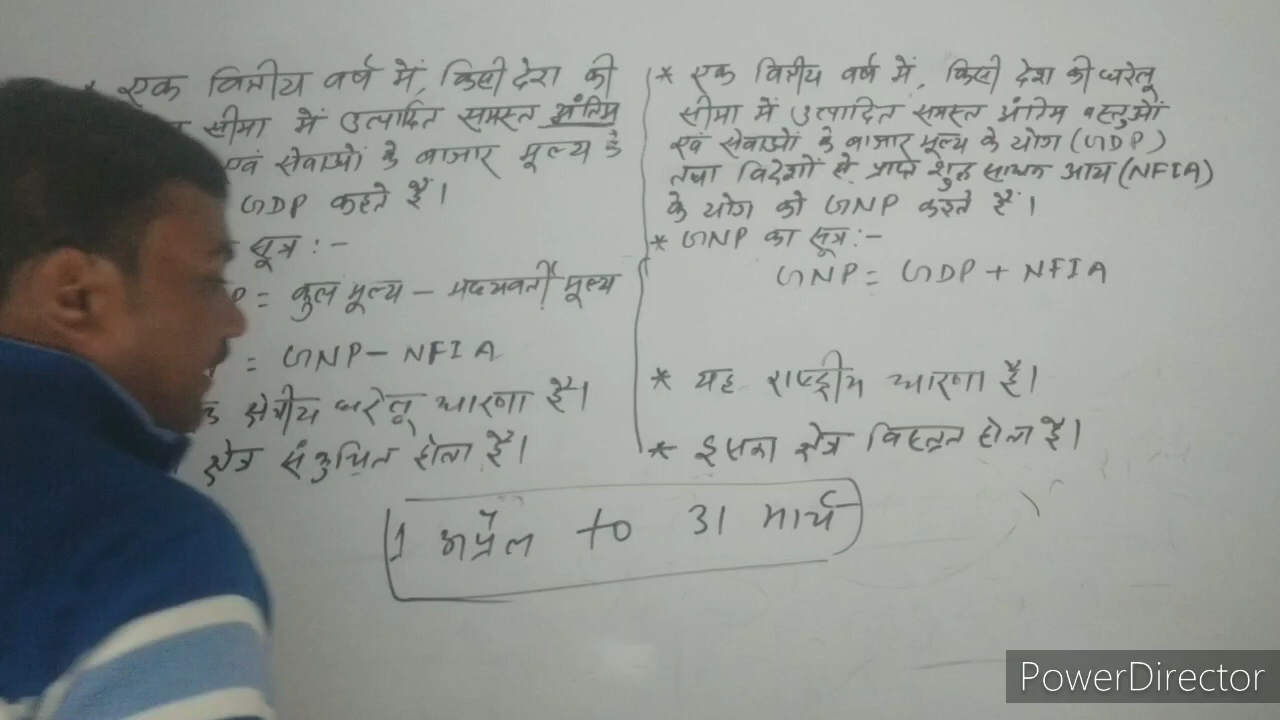 * एक वित्तीय वर्ष में, किसी देश की
सीमा में उत्पादित समस्त अंतिम
एवं सेवाओं के बाजार मूल्य के
GDP कहते हैं।
सूत्र :-
P = कुल मूल्य - मध्यवर्ती मूल्य
= GNP - NFIA
क्षेत्रीय घरेलू धारणा है।
क्षेत्र संकुचित होता है।
* एक वित्तीय वर्ष में, किसी देश की घरेलू
सीमा में उत्पादित समस्त अंतिम वस्तुओं
एवं सेवाओं के बाजार मूल्य के योग (GDP)
तथा विदेशों से प्राप्त शुद्ध साधन आय (NFIA)
के योग को GNP कहते हैं।
* GNP का सूत्र :-
GNP = GDP + NFIA
* यह राष्ट्रीय धारणा है।
* इसका क्षेत्र विस्तृत होता है।
1 अप्रैल to 31 मार्च
PowerDirector